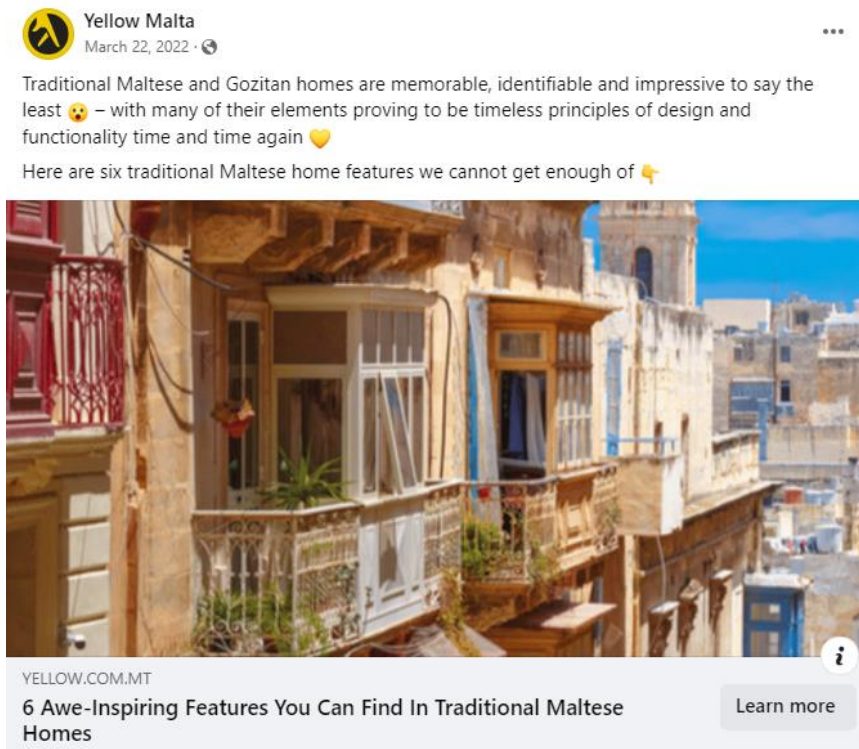 Yellow Malta
March 22, 2022 ·
Traditional Maltese and Gozitan homes are memorable, identifiable and impressive to say the
least 😮 – with many of their elements proving to be timeless principles of design and
functionality time and time again 💛
Here are six traditional Maltese home features we cannot get enough of 👇
i
YELLOW.COM.MT
6 Awe-Inspiring Features You Can Find In Traditional Maltese
Homes
Learn more